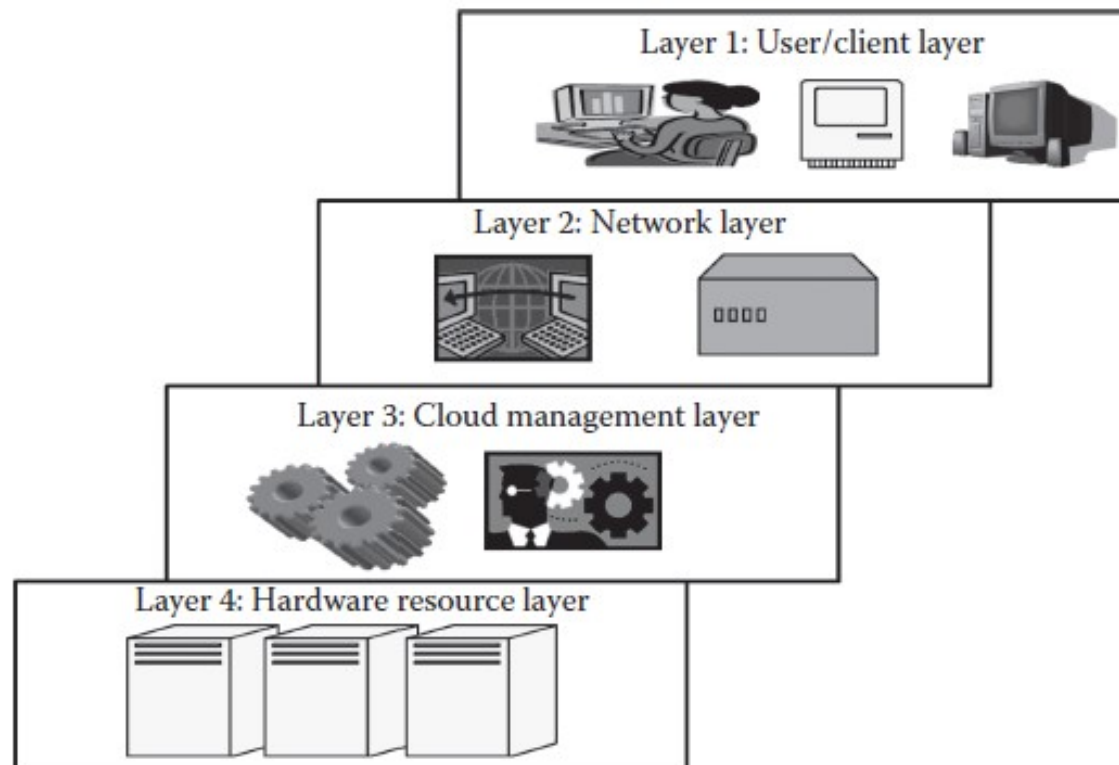 Layer 1: User/client layer
Layer 2: Network layer
Layer 3: Cloud management layer
Layer 4: Hardware resource layer